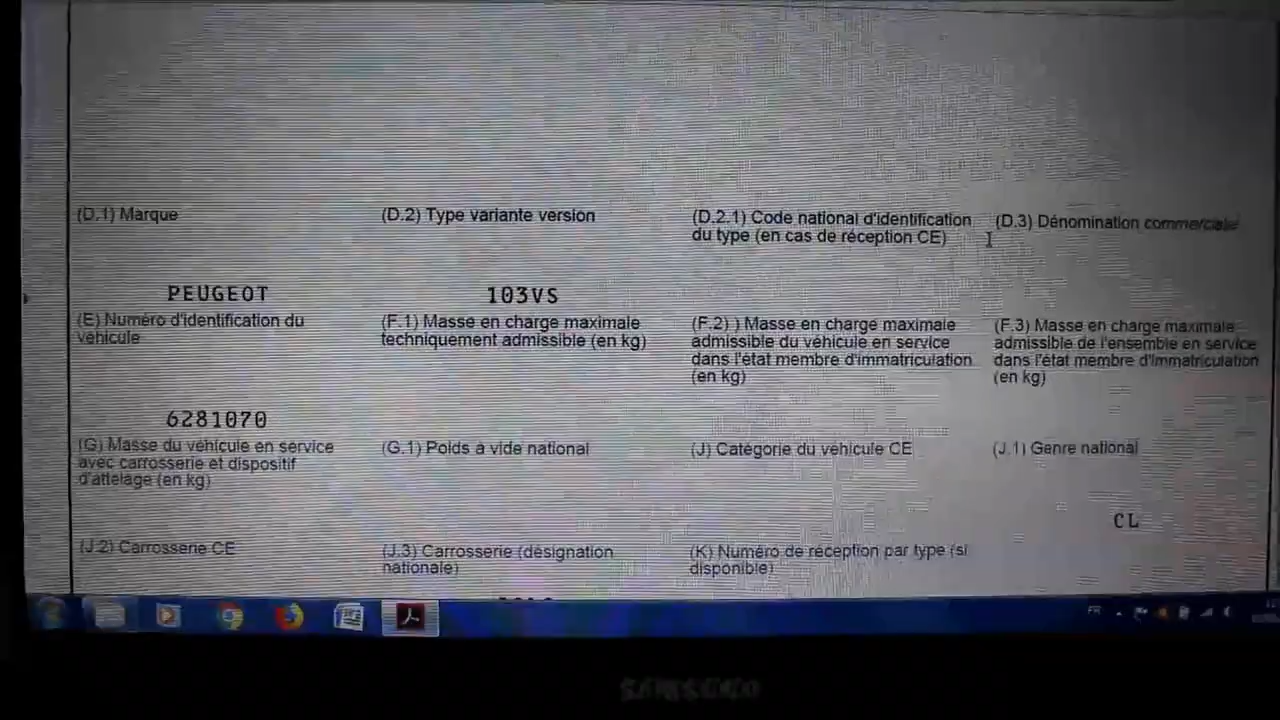 (D.1) Marque
(D.2) Type variante version
(D.2.1) Code national d'identification
du type (en cas de réception CE)
(D.3) Dénomination commerciale
PEUGEOT
103VS
(E) Numéro d'identification du
véhicule
(F.1) Masse en charge maximale
techniquement admissible (en kg)
(F.2) ) Masse en charge maximale
admissible du véhicule en service
dans l'état membre d'immatriculation
(en kg)
(F.3) Masse en charge maximale
admissible de l'ensemble en service
dans l'état membre d'immatriculation
(en kg)
6281070
(G) Masse du véhicule en service
avec carrosserie et dispositif
d'attelage (en kg)
(G.1) Poids à vide national
(J) Catégorie du véhicule CE
(J.1) Genre national
CL
(J.2) Carrosserie CE
(J.3) Carrosserie (désignation
nationale)
(K) Numéro de réception par type (si
disponible)
FR
SAMSUNG